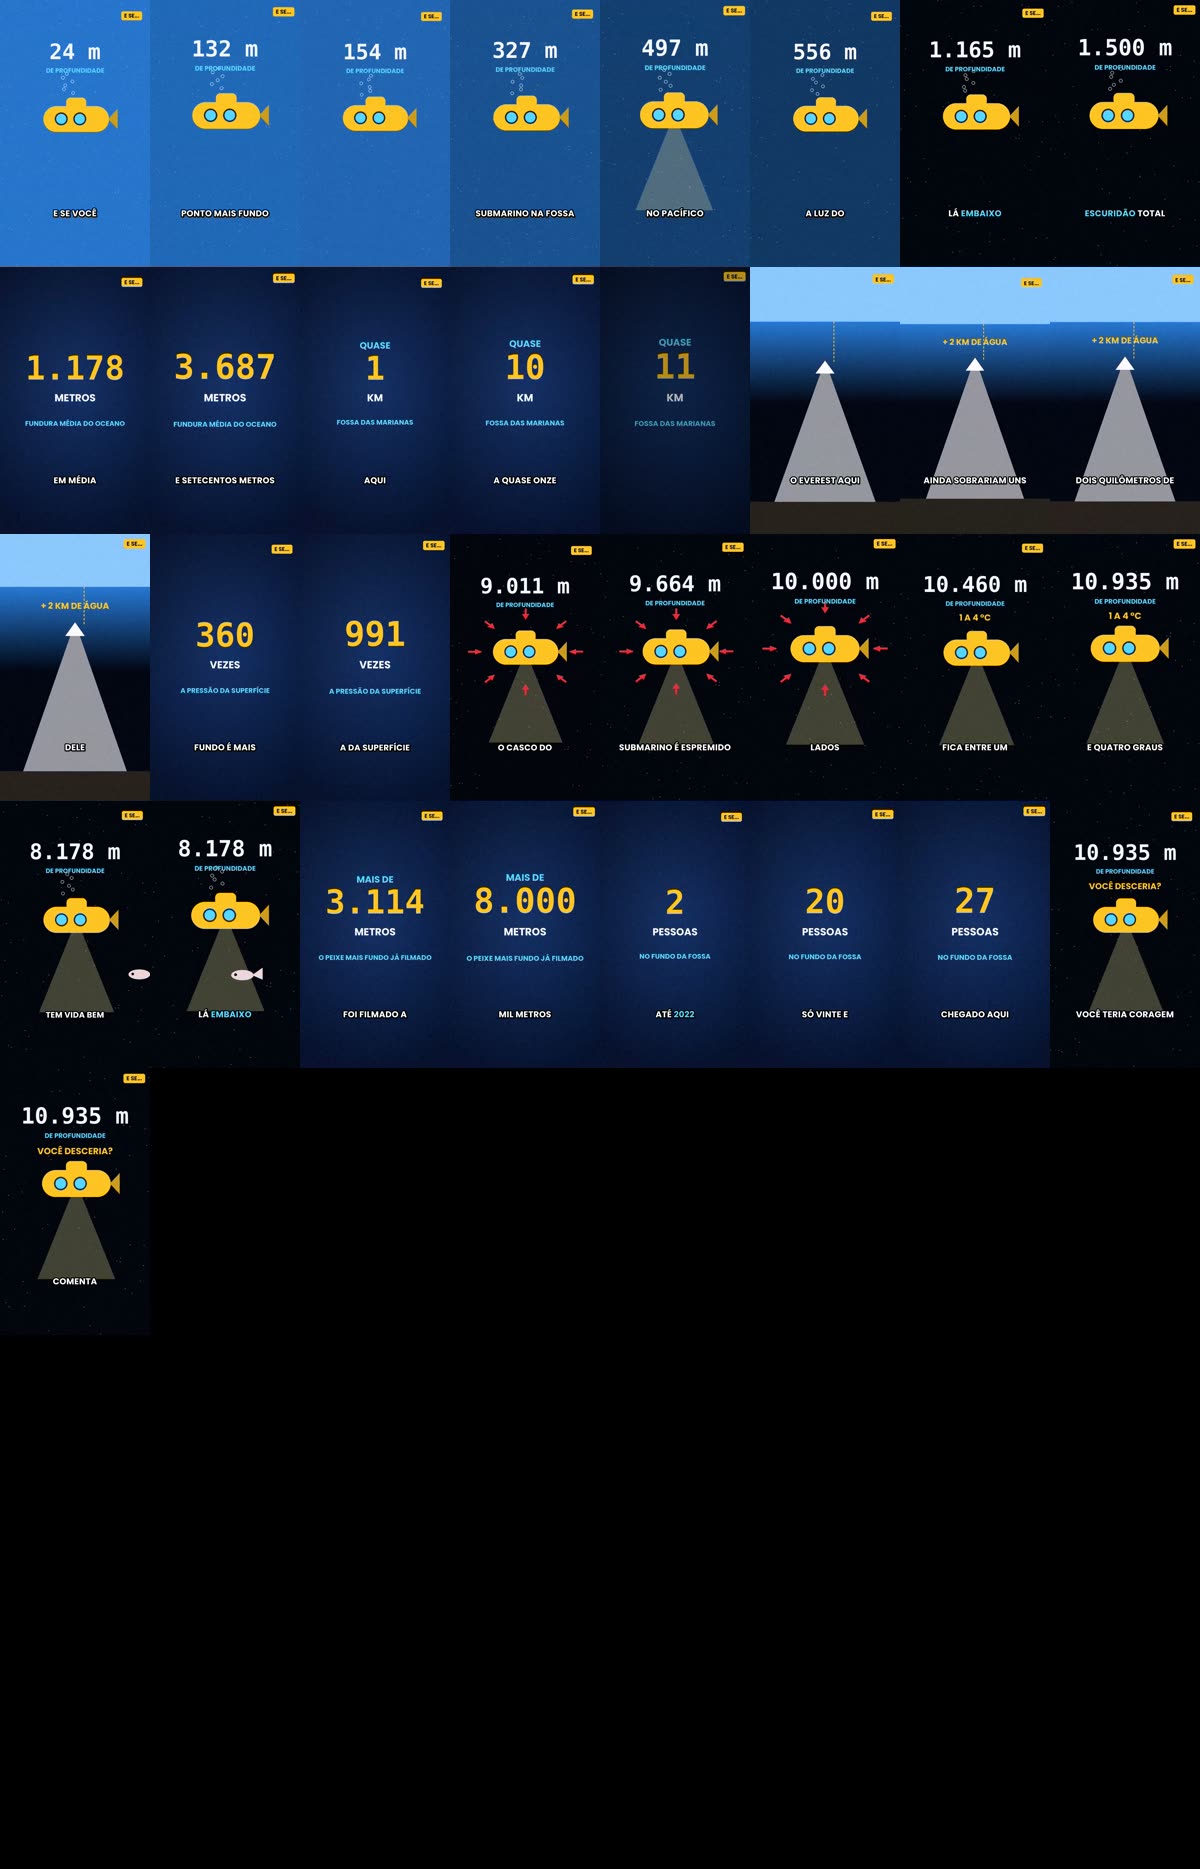 E SE...
24 m
DE PROFUNDIDADE
E SE VOCÊ
E SE...
132 m
DE PROFUNDIDADE
PONTO MAIS FUNDO
E SE...
154 m
DE PROFUNDIDADE
E SE...
327 m
DE PROFUNDIDADE
SUBMARINO NA FOSSA
E SE...
497 m
DE PROFUNDIDADE
NO PACÍFICO
E SE...
556 m
DE PROFUNDIDADE
A LUZ DO
E SE...
1.165 m
DE PROFUNDIDADE
LÁ EMBAIXO
E SE...
1.500 m
DE PROFUNDIDADE
ESCURIDÃO TOTAL
E SE...
1.178
METROS
FUNDURA MÉDIA DO OCEANO
EM MÉDIA
E SE...
3.687
METROS
FUNDURA MÉDIA DO OCEANO
E SETECENTOS METROS
E SE...
QUASE
1
KM
FOSSA DAS MARIANAS
AQUI
E SE...
QUASE
10
KM
FOSSA DAS MARIANAS
A QUASE ONZE
E SE...
QUASE
11
KM
FOSSA DAS MARIANAS
E SE...
O EVEREST AQUI
E SE...
+ 2 KM DE ÁGUA
AINDA SOBRARIAM UNS
E SE...
+ 2 KM DE ÁGUA
DOIS QUILÔMETROS DE
E SE...
+ 2 KM DE ÁGUA
DELE
E SE...
360
VEZES
A PRESSÃO DA SUPERFÍCIE
FUNDO É MAIS
E SE...
991
VEZES
A PRESSÃO DA SUPERFÍCIE
A DA SUPERFÍCIE
E SE...
9.011 m
DE PROFUNDIDADE
O CASCO DO
E SE...
9.664 m
DE PROFUNDIDADE
SUBMARINO É ESPREMIDO
E SE...
10.000 m
DE PROFUNDIDADE
LADOS
E SE...
10.460 m
DE PROFUNDIDADE
1 A 4 °C
FICA ENTRE UM
E SE...
10.935 m
DE PROFUNDIDADE
1 A 4 °C
E QUATRO GRAUS
E SE...
8.178 m
DE PROFUNDIDADE
TEM VIDA BEM
E SE...
8.178 m
DE PROFUNDIDADE
LÁ EMBAIXO
E SE...
MAIS DE
3.114
METROS
O PEIXE MAIS FUNDO JÁ FILMADO
FOI FILMADO A
E SE...
MAIS DE
8.000
METROS
O PEIXE MAIS FUNDO JÁ FILMADO
MIL METROS
E SE...
2
PESSOAS
NO FUNDO DA FOSSA
ATÉ 2022
E SE...
20
PESSOAS
NO FUNDO DA FOSSA
SÓ VINTE E
E SE...
27
PESSOAS
NO FUNDO DA FOSSA
CHEGADO AQUI
E SE...
10.935 m
DE PROFUNDIDADE
VOCÊ DESCERIA?
VOCÊ TERIA CORAGEM
E SE...
10.935 m
DE PROFUNDIDADE
VOCÊ DESCERIA?
COMENTA